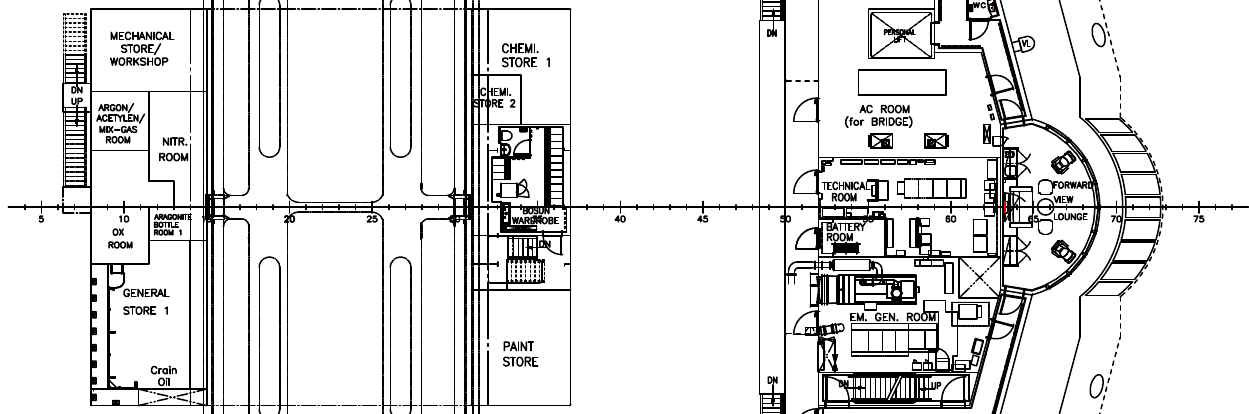 MECHANICAL
STORE/
WORKSHOP
DN
UP
ARGON/
ACETYLEN/
MIX-GAS
ROOM
NITR.
ROOM
CHEMI.
STORE 1
CHEMI.
STORE 2
ARAGONITE
BOTTLE
ROOM 1
OX
ROOM
GENERAL
STORE 1
Crain
Oil
BOSUN
WARDROBE
DN
PAINT
STORE
DN
WC
PERSONAL
LIFT
VL
AC ROOM
(for BRIDGE)
TECHNICAL
ROOM
BATTERY
ROOM
FORWARD
VIEW
LOUNGE
EM. GEN. ROOM
DN
UP
DN
5 10 15 20 25 30 35 40 45 50 55 60 65 70 75